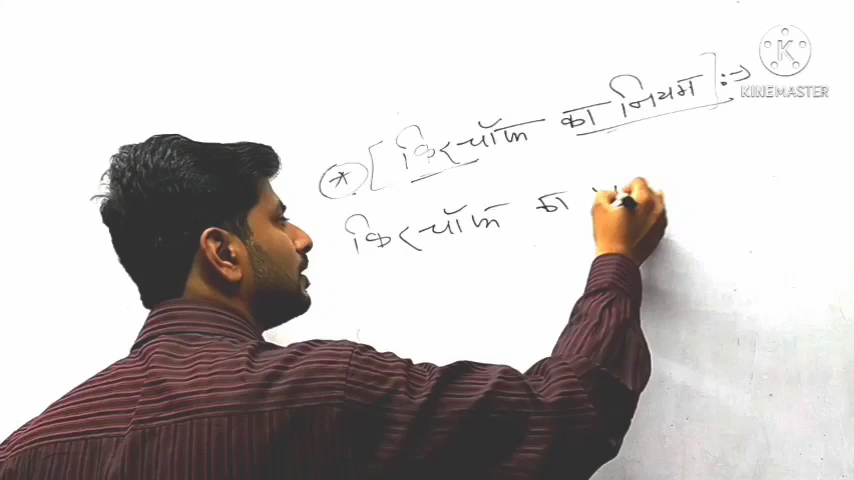 * [ किरचॉफ का नियम ] :→
किरचॉफ का
KINEMASTER